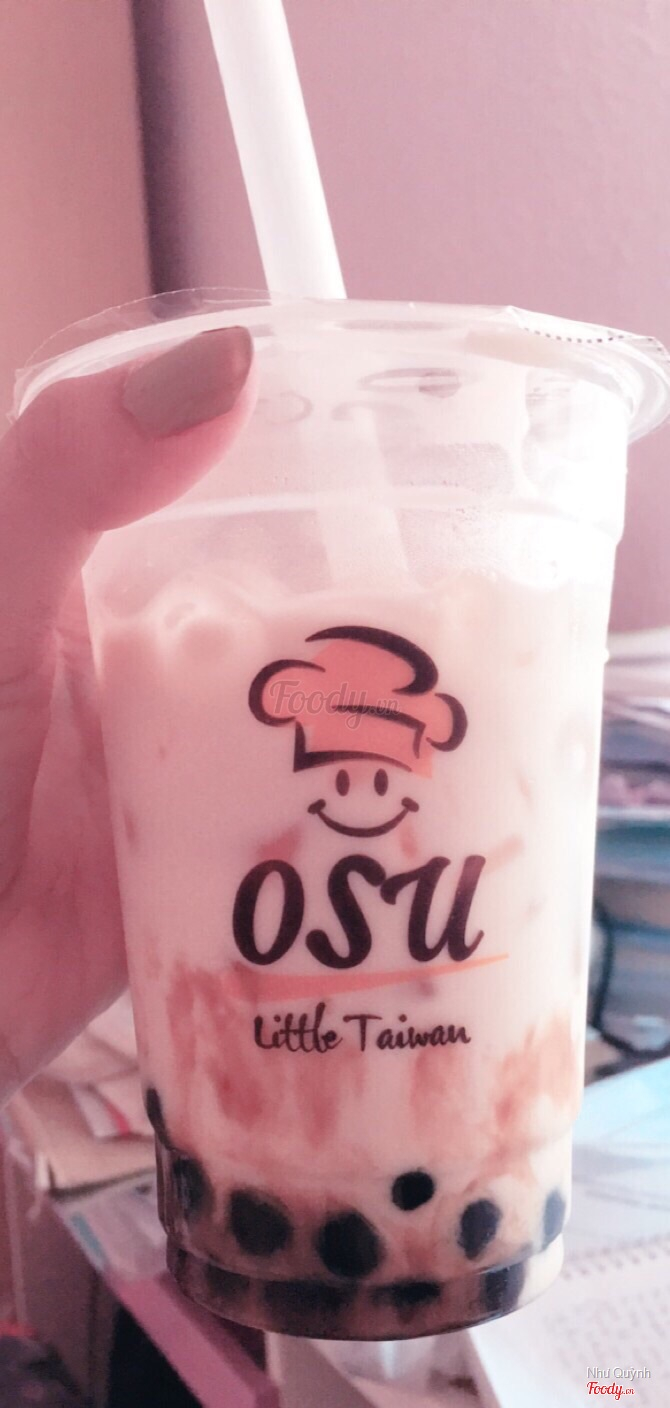 Foody.vn
OSU
Little Taiwan
Như Quỳnh
Foody.vn